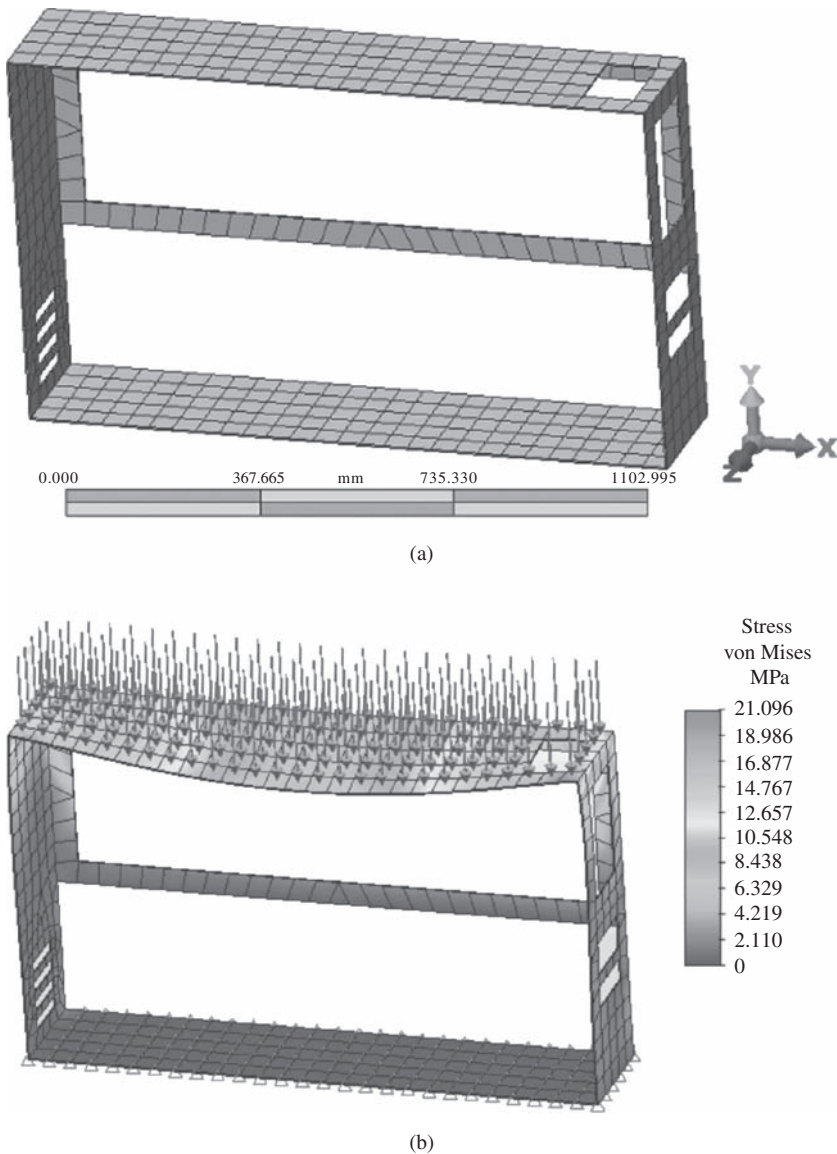 Y
X
Z
0.000 367.665 mm 735.330 1102.995
(a)
Stress
von Mises
MPa
21.096
18.986
16.877
14.767
12.657
10.548
8.438
6.329
4.219
2.110
0
(b)